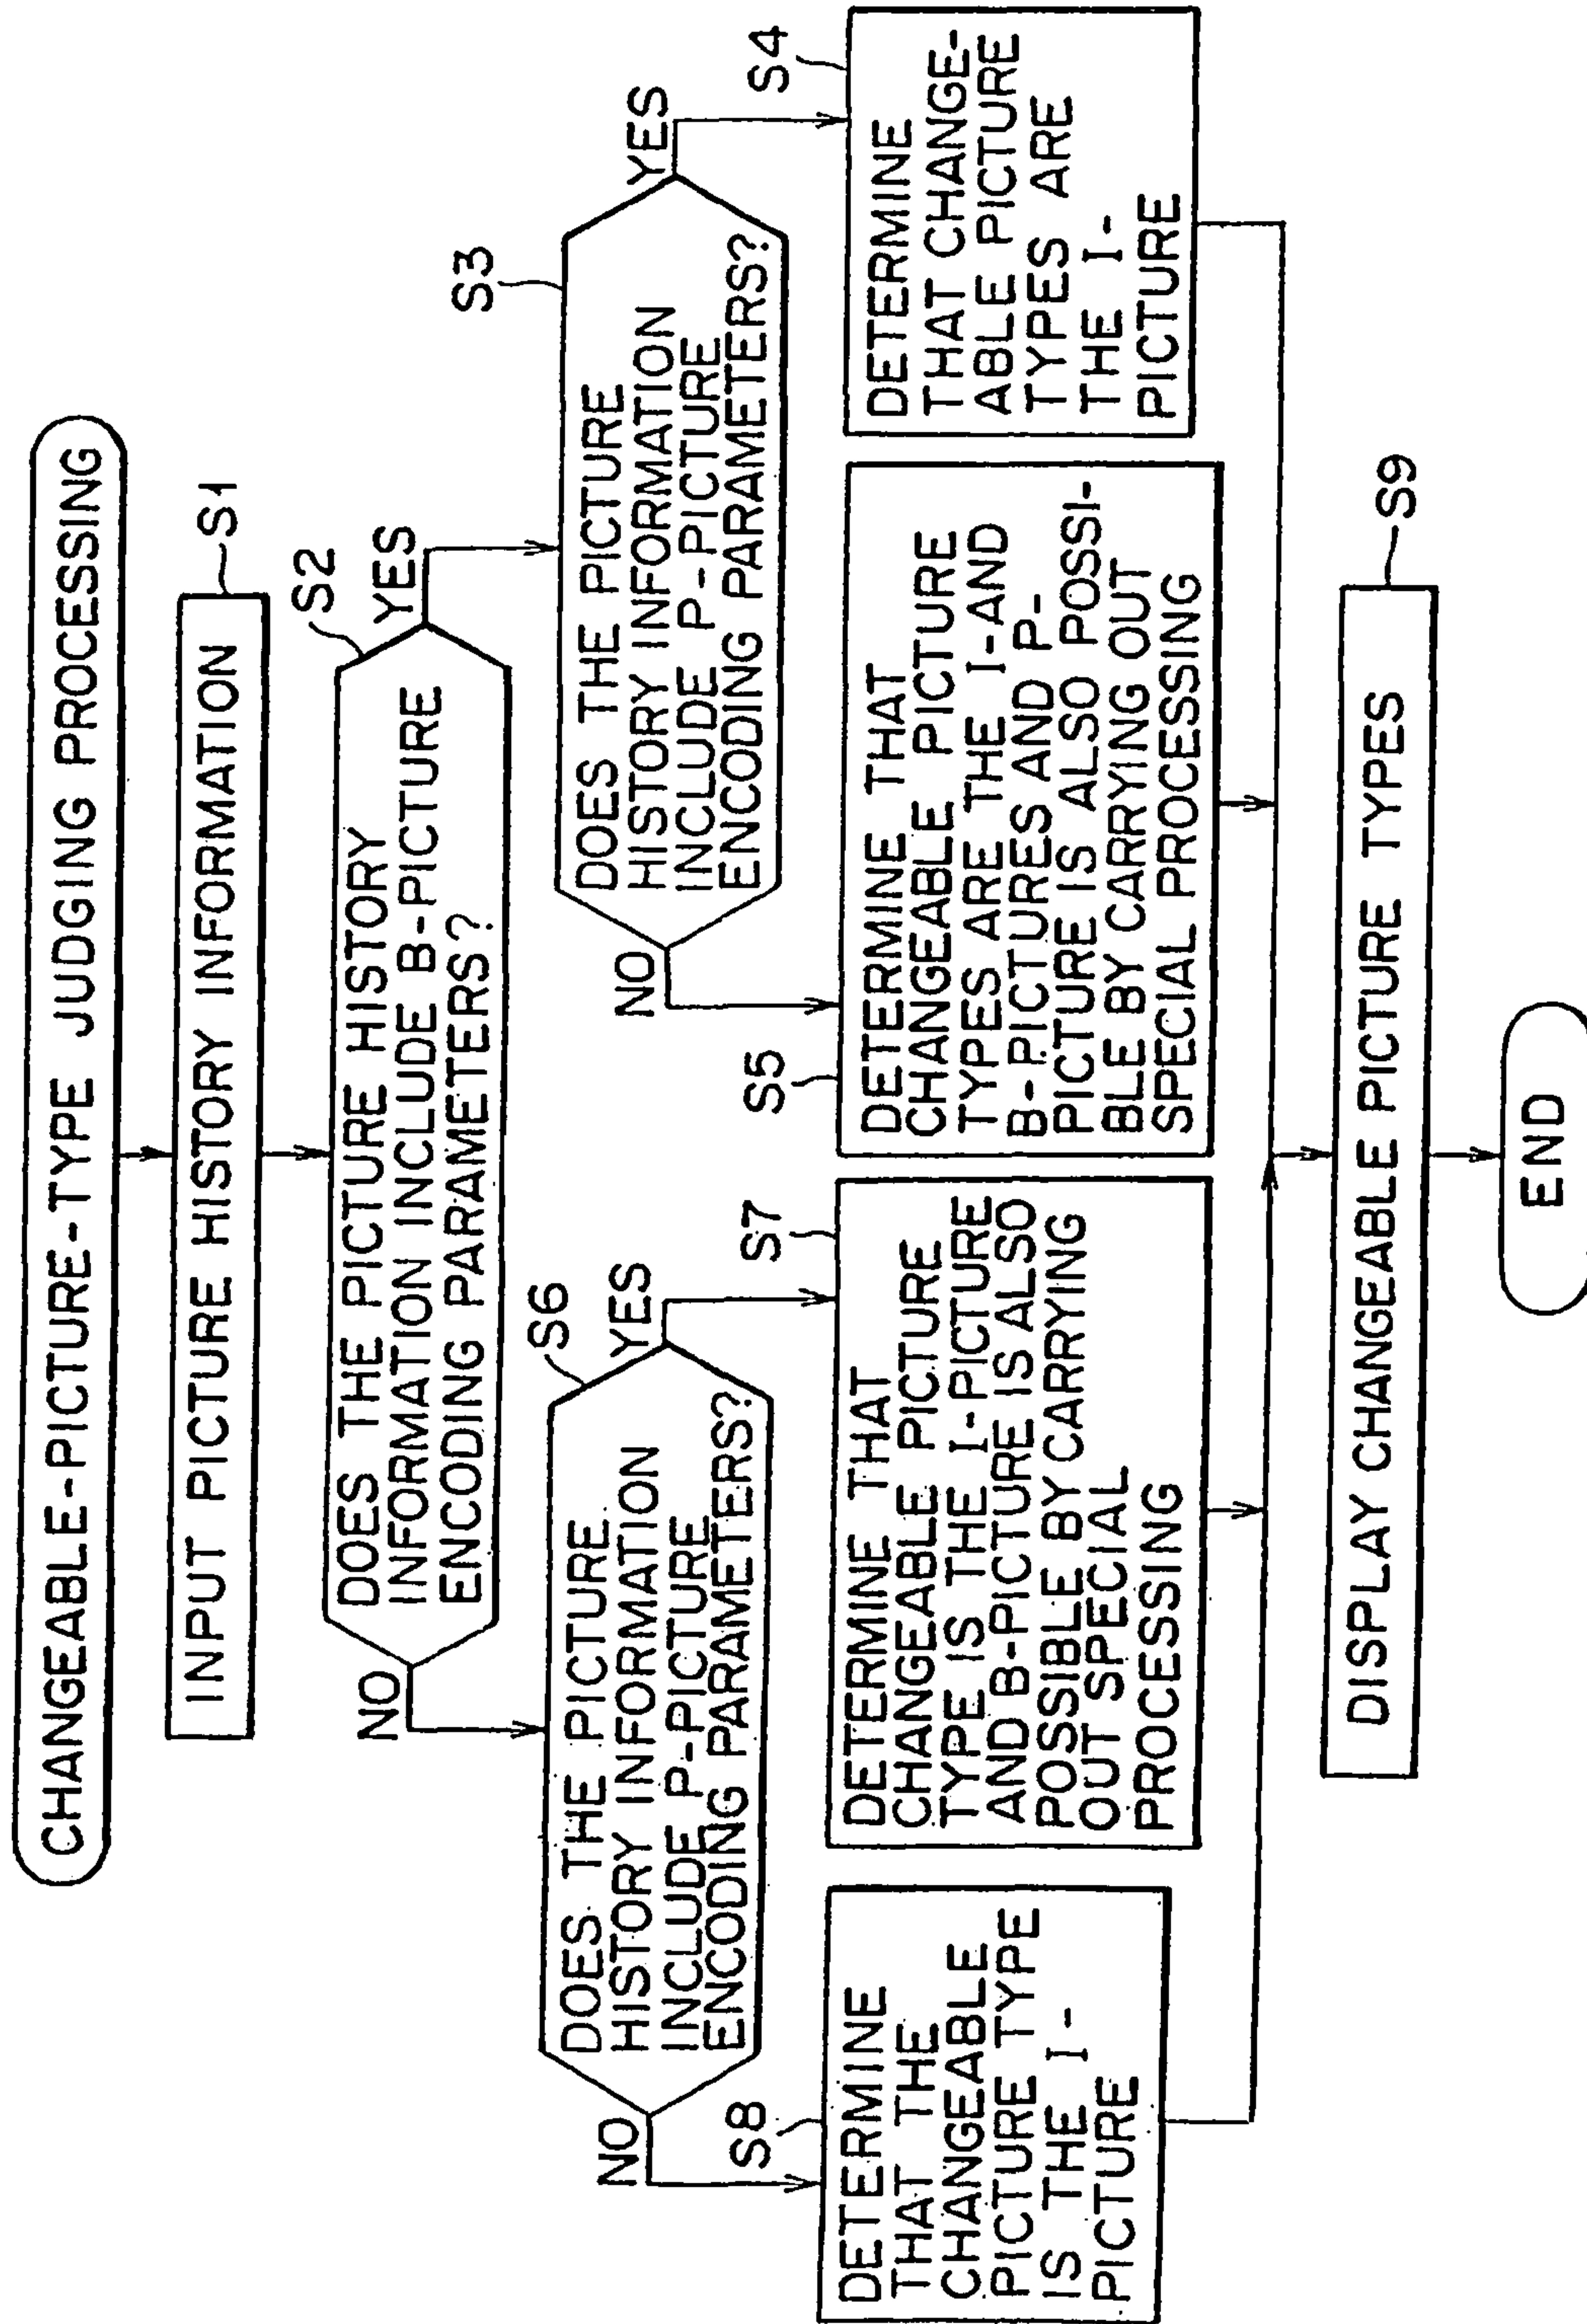 CHANGEABLE-PICTURE-TYPE JUDGING PROCESSING
INPUT PICTURE HISTORY INFORMATION
S1
S2
DOES THE PICTURE HISTORY
INFORMATION INCLUDE B-PICTURE
ENCODING PARAMETERS?
NO
YES
S6
DOES THE PICTURE
HISTORY INFORMATION
INCLUDE P-PICTURE
ENCODING PARAMETERS?
NO
YES
S3
DOES THE PICTURE
HISTORY INFORMATION
INCLUDE P-PICTURE
ENCODING PARAMETERS?
NO
YES
S8
DETERMINE
THAT THE
CHANGEABLE
PICTURE TYPE
IS THE I-
PICTURE
S7
DETERMINE THAT
CHANGEABLE PICTURE
TYPE IS THE I-PICTURE
AND B-PICTURE IS ALSO
POSSIBLE BY CARRYING
OUT SPECIAL
PROCESSING
S5
DETERMINE THAT
CHANGEABLE PICTURE
TYPES ARE THE I-AND
B-PICTURES AND P-
PICTURE IS ALSO POSSI-
BLE BY CARRYING OUT
SPECIAL PROCESSING
S4
DETERMINE
THAT CHANGE-
ABLE PICTURE
TYPES ARE
THE I-
PICTURE
DISPLAY CHANGEABLE PICTURE TYPES
S9
END